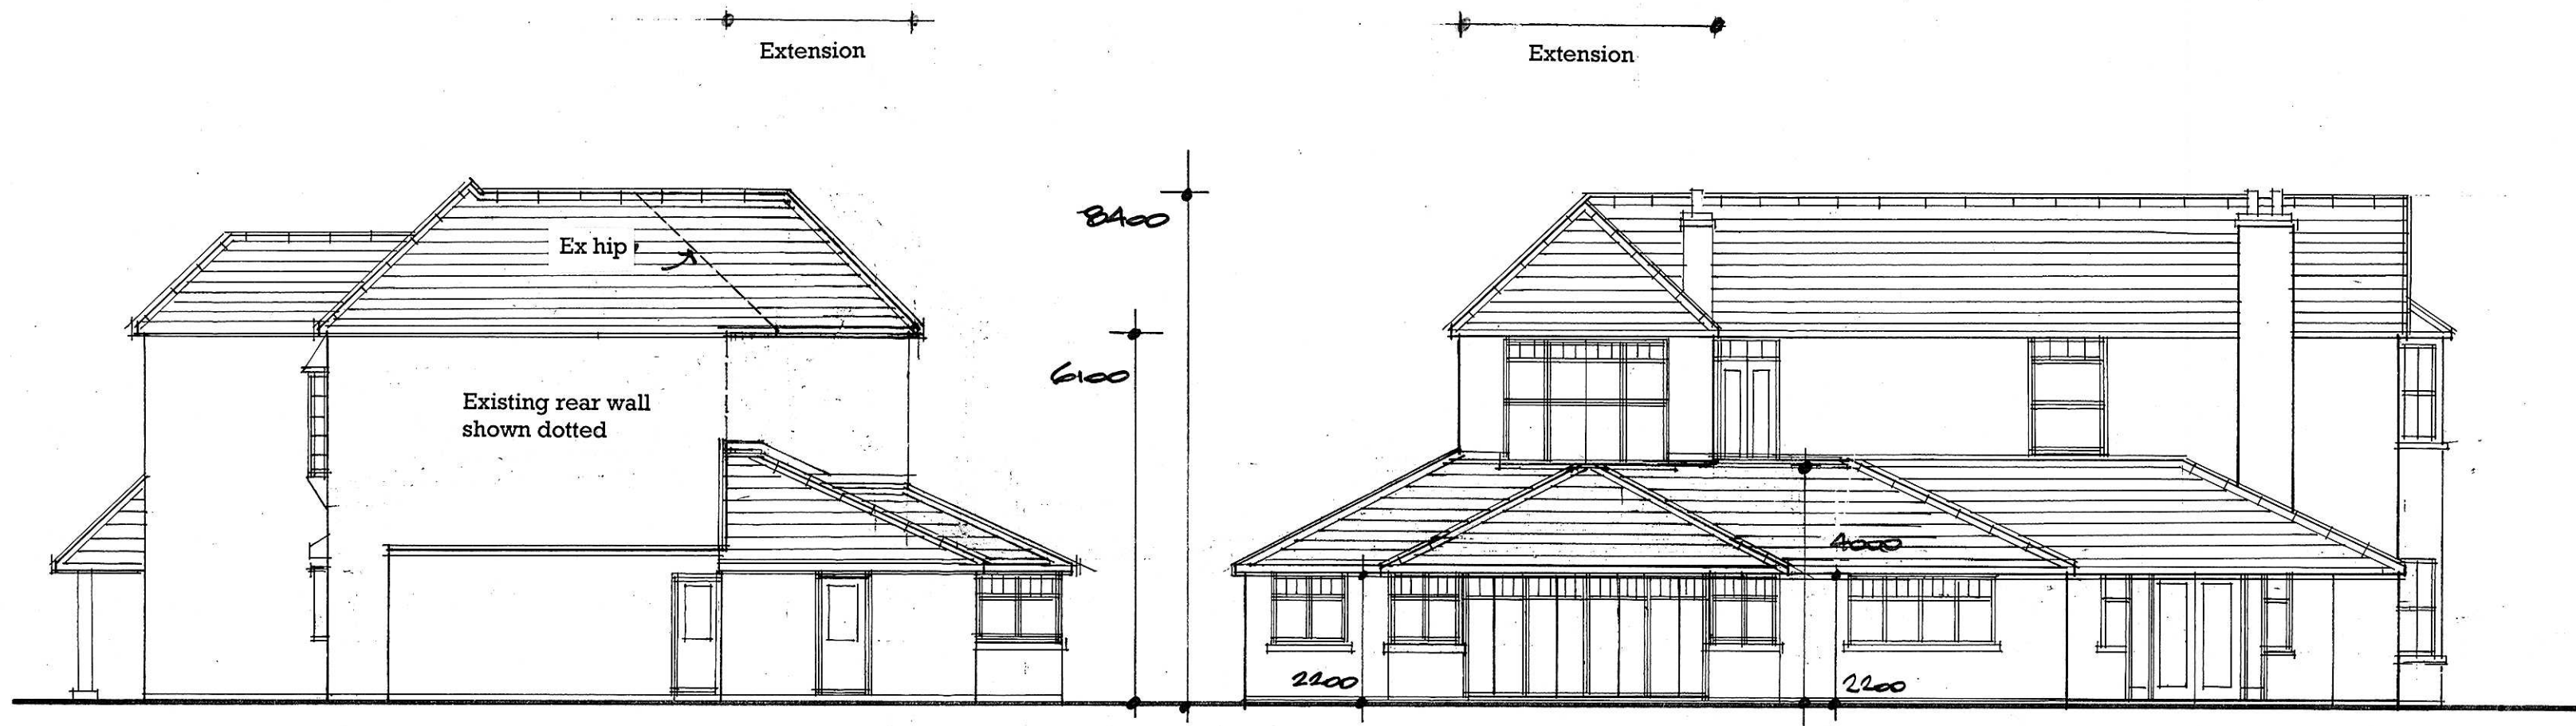 Extension
Extension
8400
Ex hip
6100
Existing rear wall
shown dotted
4000
2200
2200